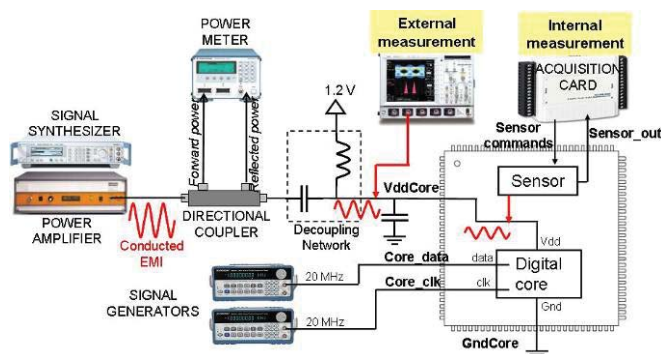 POWER
METER
External
measurement
Internal
measurement
ACQUISITION
CARD
1.2 V
SIGNAL
SYNTHESIZER
Forward power
Reflected power
Sensor
commands
Sensor_out
Sensor
POWER
AMPLIFIER
Conducted
EMI
DIRECTIONAL
COUPLER
Decoupling
Network
VddCore
Vdd
SIGNAL
GENERATORS
20 MHz
Core_data
data
Digital
core
20 MHz
Core_clk
clk
Gnd
GndCore